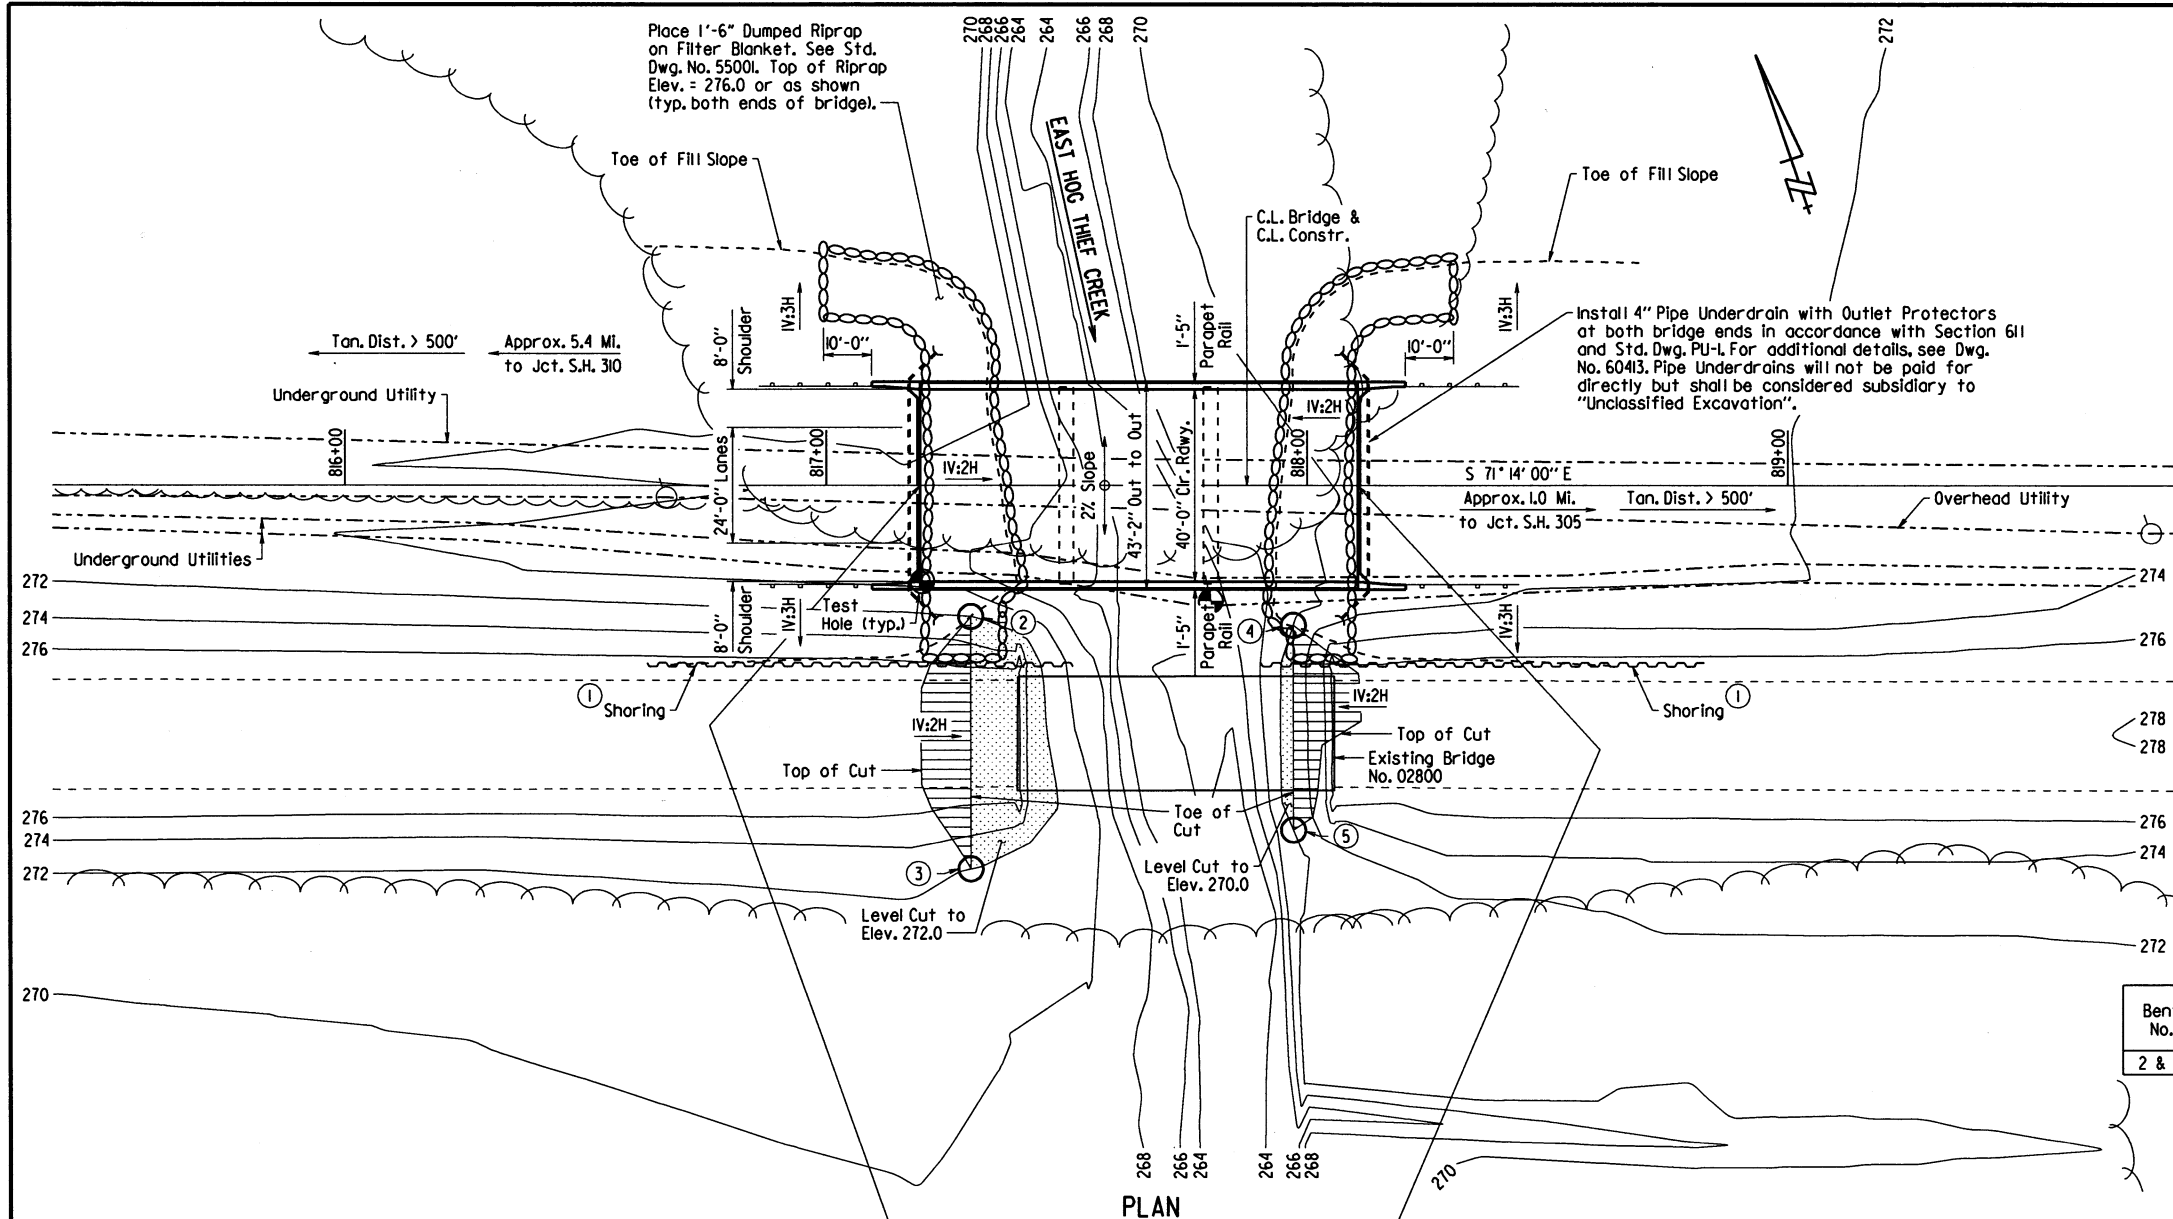 Place 1'-6" Dumped Riprap
on Filter Blanket. See Std.
Dwg. No. 55001. Top of Riprap
Elev. = 276.0 or as shown
(typ. both ends of bridge).
270
268
266
264
264
266
268
270
272
EAST HOG THIEF CREEK
Toe of Fill Slope
Toe of Fill Slope
C.L. Bridge &
C.L. Constr.
1V:3H
1V:3H
Install 4" Pipe Underdrain with Outlet Protectors
at both bridge ends in accordance with Section 611
and Std. Dwg. PU-1. For additional details, see Dwg.
No. 60413. Pipe Underdrains will not be paid for
directly but shall be considered subsidiary to
"Unclassified Excavation".
Tan. Dist. > 500'
Approx. 5.4 Mi.
to Jct. S.H. 310
8'-0"
Shoulder
10'-0"
1'-5"
Parapet
Rail
10'-0"
Underground Utility
1V:2H
816+00
24'-0" Lanes
817+00
1V:2H
2% Slope
43'-2" Out to Out
40'-0" Clr. Rdwy.
818+00
S 71° 14' 00" E
819+00
Approx. 1.0 Mi.
to Jct. S.H. 305
Tan. Dist. > 500'
Overhead Utility
Underground Utilities
272
274
274
276
276
8'-0"
Shoulder
1V:3H
Test
Hole (typ.)
2
1'-5"
Parapet
Rail
4
1V:3H
1
Shoring
Shoring
1
1V:2H
1V:2H
Top of Cut
Top of Cut
Existing Bridge
No. 02800
278
278
276
274
272
Toe of
Cut
276
274
272
3
5
Level Cut to
Elev. 270.0
Level Cut to
Elev. 272.0
270
Ben
No.
2 &
268
266
264
264
266
268
270
PLAN